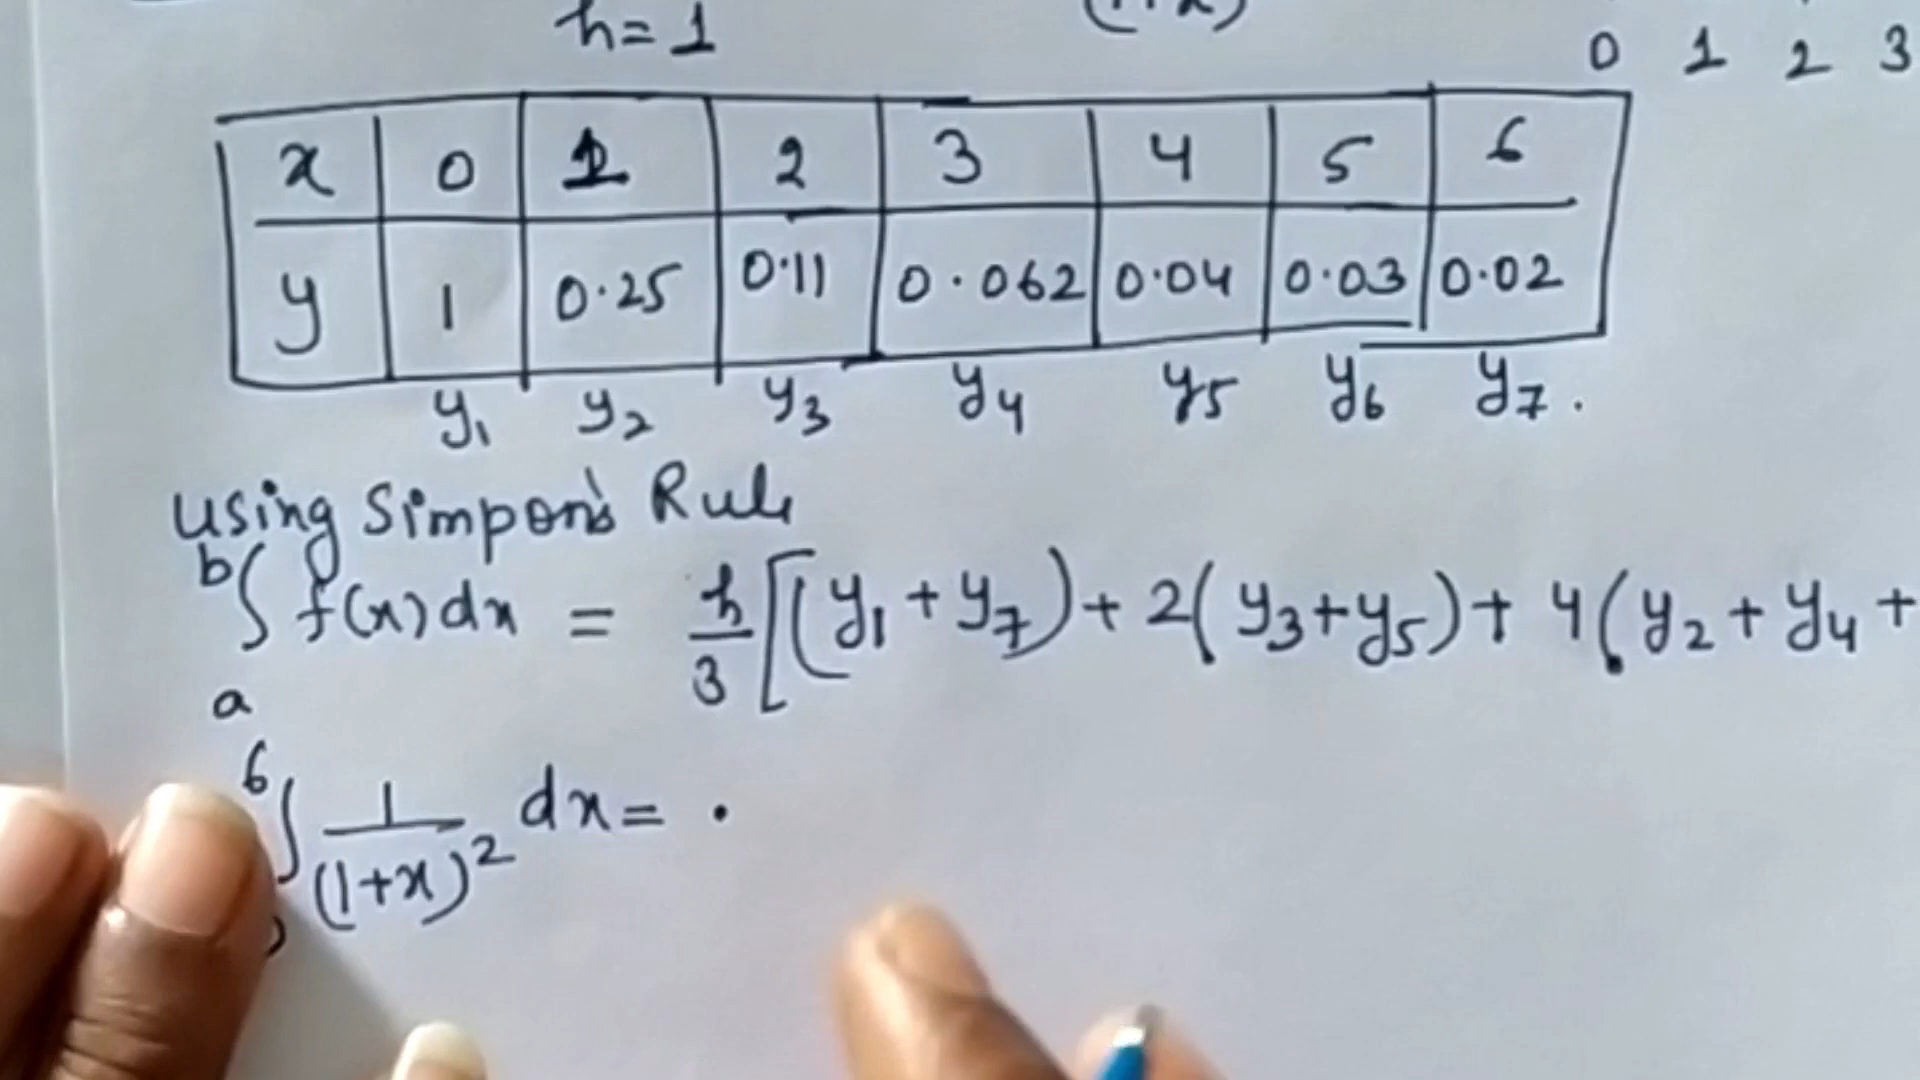 h = 1
0 1 2 3
x 0 1 2 3 4 5 6
y 1 0.25 0.11 0.062 0.04 0.03 0.02
y₁ y₂ y₃ y₄ y₅ y₆ y₇.
Using Simpon's Rule
b∫a f(x) dx = h/3 [(y₁ + y₇) + 2(y₃ + y₅) + 4(y₂ + y₄ +
6∫ 1/(1+x)² dx = .